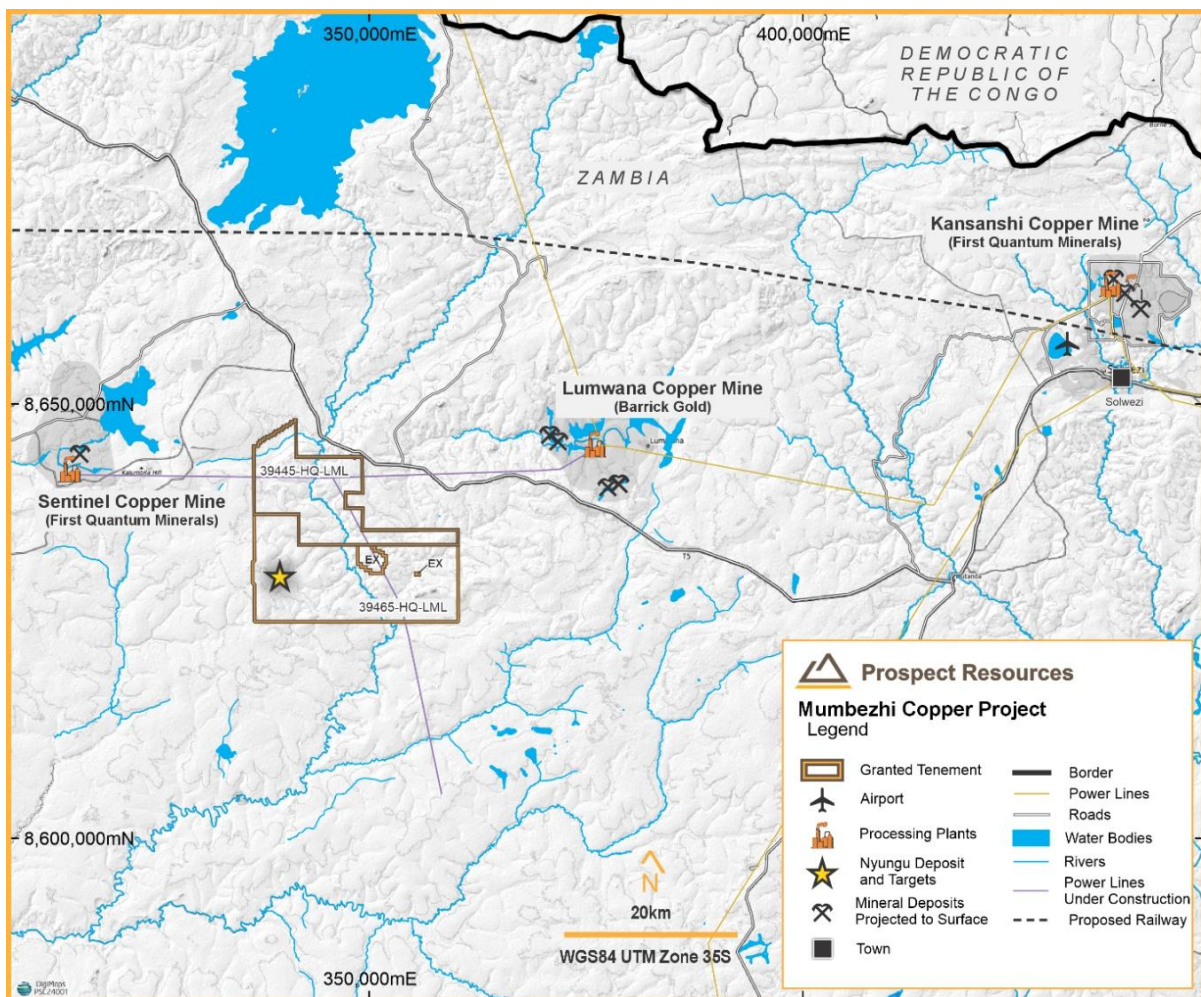 350,000mE
400,000mE
DEMOCRATIC
REPUBLIC OF
THE CONGO
ZAMBIA
Kansanshi Copper Mine
(First Quantum Minerals)
Lumwana Copper Mine
(Barrick Gold)
8,650,000mN
Solwezi
39445-HQ-LML
Kalumbila Hill
Sentinel Copper Mine
(First Quantum Minerals)
EX
EX
T5
39465-HQ-LML
Prospect Resources
Mumbezhi Copper Project
Legend
Granted Tenement
Airport
Processing Plants
Nyungu Deposit
and Targets
Mineral Deposits
Projected to Surface
Town
Border
Power Lines
Roads
Water Bodies
Rivers
Power Lines
Under Construction
Proposed Railway
8,600,000mN
N
20km
WGS84 UTM Zone 35S
350,000mE
DigiMaps
PSC24001